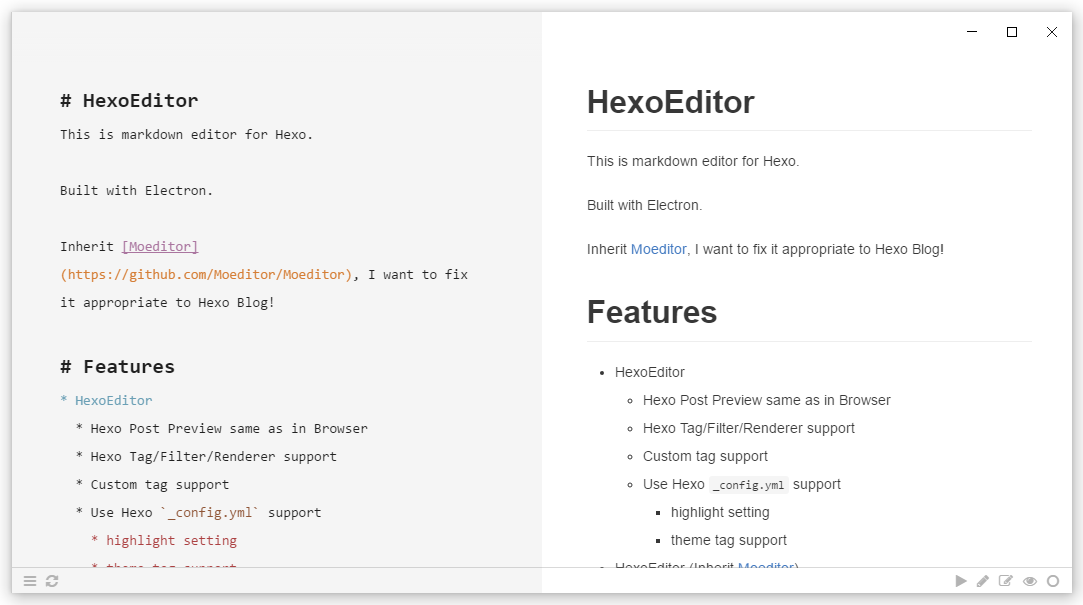 # HexoEditor
This is markdown editor for Hexo.
Built with Electron.
Inherit [Moeditor]
(https://github.com/Moeditor/Moeditor), I want to fix
it appropriate to Hexo Blog!
# Features
* HexoEditor
* Hexo Post Preview same as in Browser
* Hexo Tag/Filter/Renderer support
* Custom tag support
* Use Hexo `_config.yml` support
* highlight setting
* theme tag support
HexoEditor
This is markdown editor for Hexo.
Built with Electron.
Inherit Moeditor, I want to fix it appropriate to Hexo Blog!
Features
HexoEditor
Hexo Post Preview same as in Browser
Hexo Tag/Filter/Renderer support
Custom tag support
Use Hexo _config.yml support
highlight setting
theme tag support
HexoEditor (Inherit Moeditor)